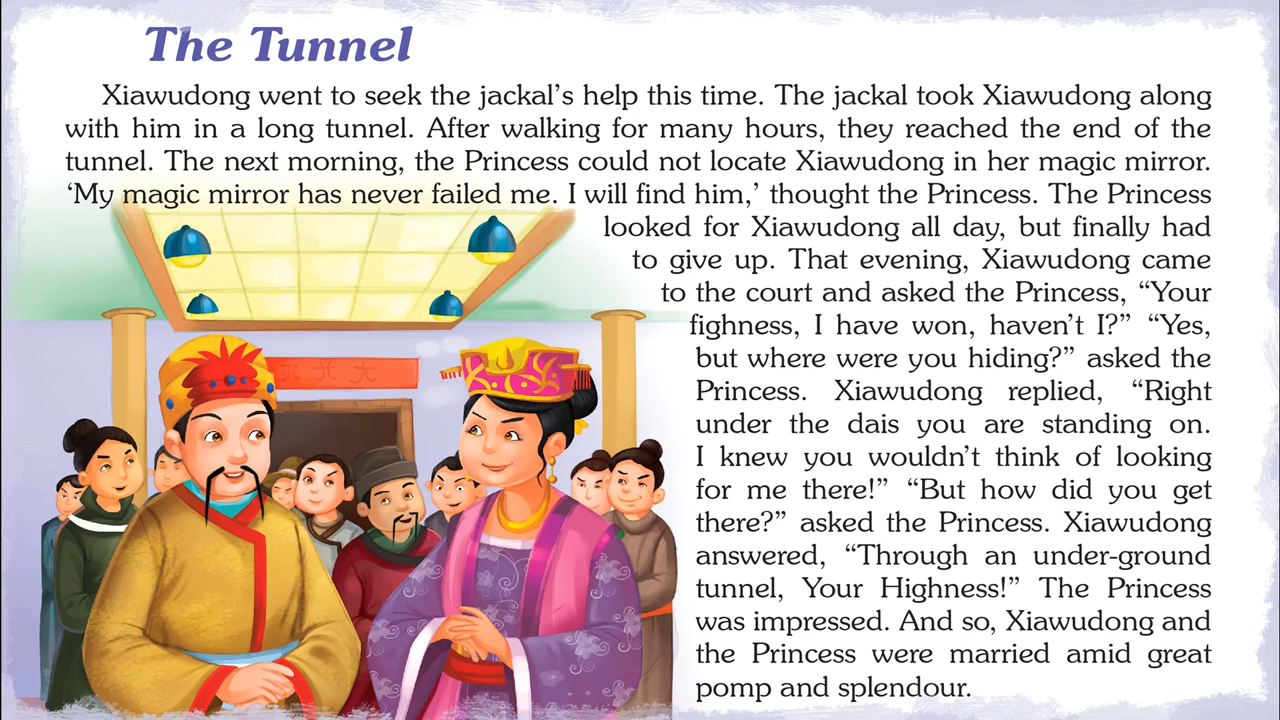 The Tunnel
Xiawudong went to seek the jackal's help this time. The jackal took Xiawudong along
with him in a long tunnel. After walking for many hours, they reached the end of the
tunnel. The next morning, the Princess could not locate Xiawudong in her magic mirror.
‘My magic mirror has never failed me. I will find him,’ thought the Princess. The Princess
looked for Xiawudong all day, but finally had
to give up. That evening, Xiawudong came
to the court and asked the Princess, “Your
fighness, I have won, haven't I?” “Yes,
but where were you hiding?” asked the
Princess. Xiawudong replied, “Right
under the dais you are standing on.
I knew you wouldn't think of looking
for me there!” “But how did you get
there?” asked the Princess. Xiawudong
answered, “Through an under-ground
tunnel, Your Highness!” The Princess
was impressed. And so, Xiawudong and
the Princess were married amid great
pomp and splendour.